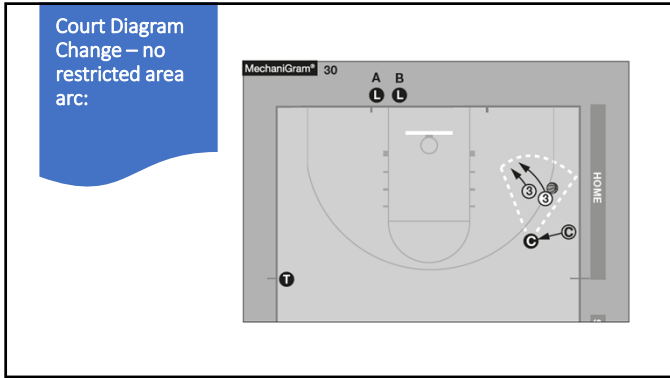 Court Diagram
Change – no
restricted area
arc:
MechaniGram® 30
A B
L L
HOME
3
3
C C
T